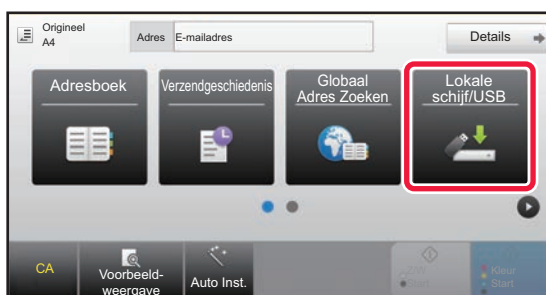 Origineel
A4
Adres
E-mailadres
Details
Adresboek
Verzendgeschiedenis
Globaal
Adres Zoeken
Lokale
schijf/USB
CA
Voorbeeld-
weergave
Auto Inst.
Z/W
Start
Kleur
Start